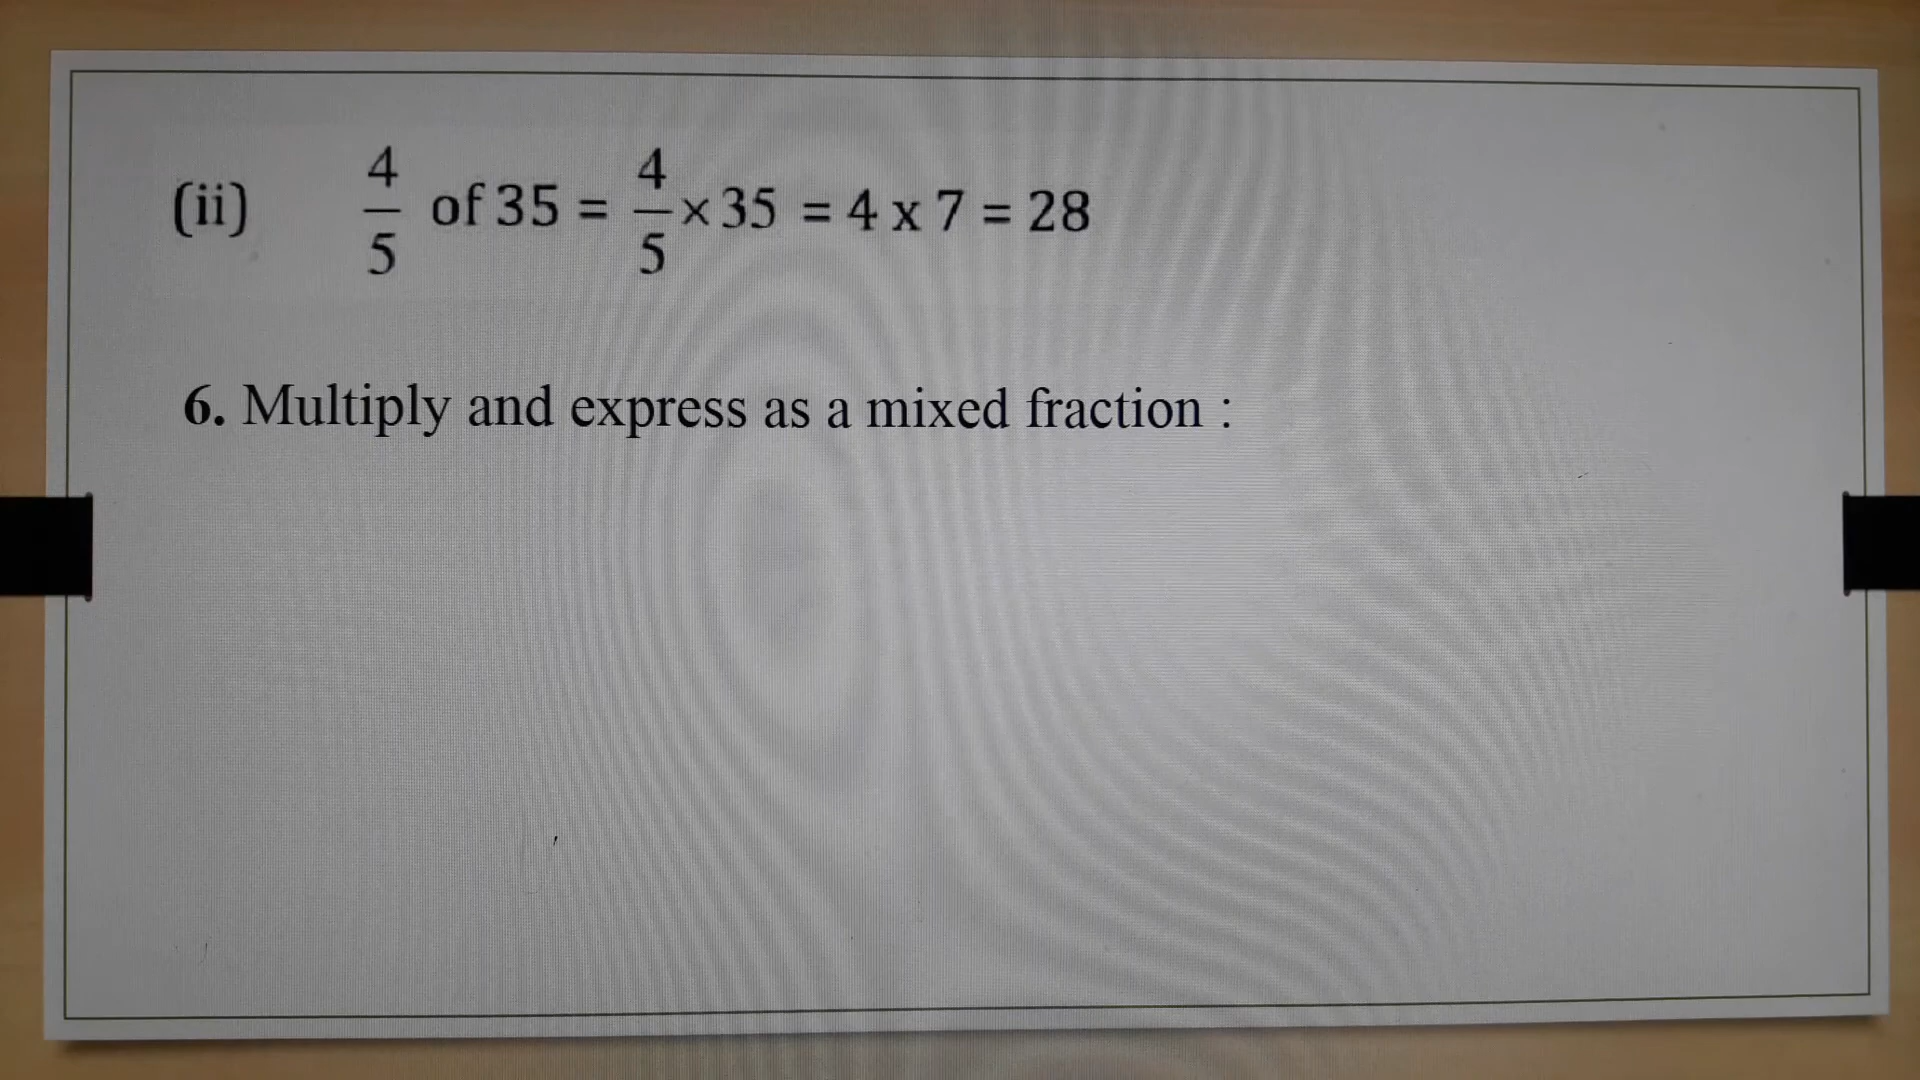 (ii) 4/5 of 35 = 4/5 × 35 = 4 x 7 = 28
6. Multiply and express as a mixed fraction :